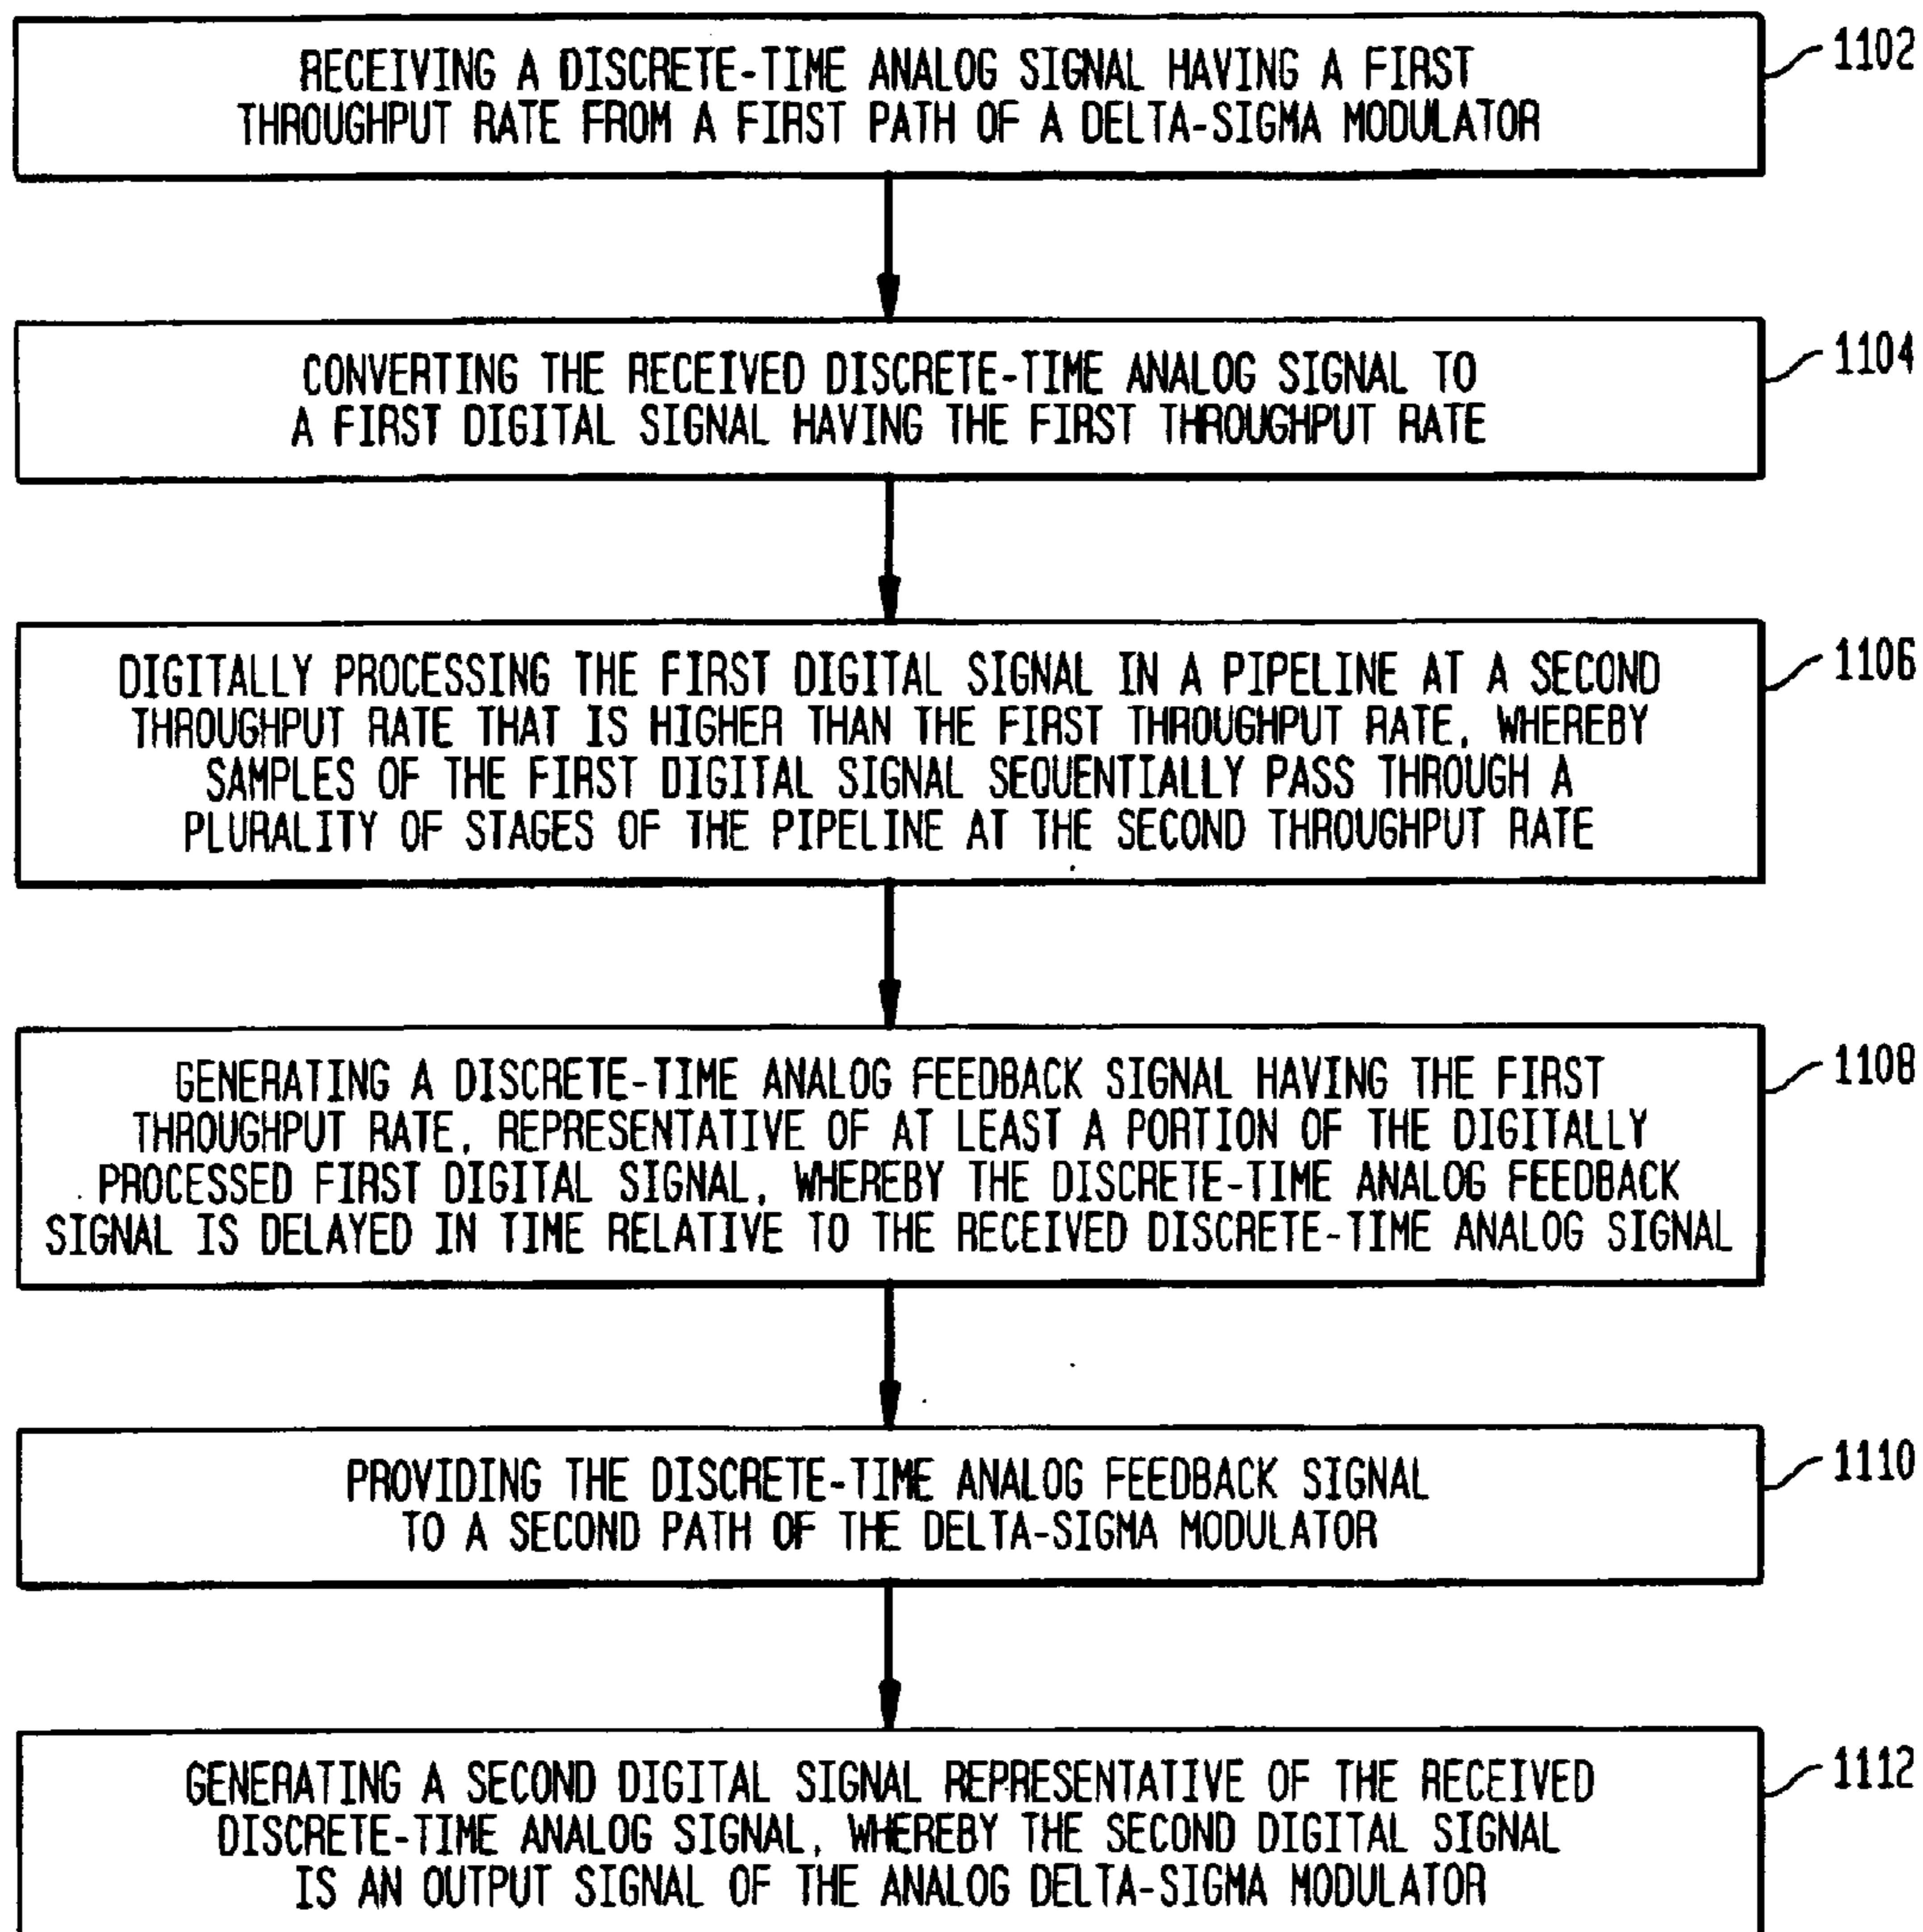 RECEIVING A DISCRETE-TIME ANALOG SIGNAL HAVING A FIRST
THROUGHPUT RATE FROM A FIRST PATH OF A DELTA-SIGMA MODULATOR
1102
CONVERTING THE RECEIVED DISCRETE-TIME ANALOG SIGNAL TO
A FIRST DIGITAL SIGNAL HAVING THE FIRST THROUGHPUT RATE
1104
DIGITALLY PROCESSING THE FIRST DIGITAL SIGNAL IN A PIPELINE AT A SECOND
THROUGHPUT RATE THAT IS HIGHER THAN THE FIRST THROUGHPUT RATE, WHEREBY
SAMPLES OF THE FIRST DIGITAL SIGNAL SEQUENTIALLY PASS THROUGH A
PLURALITY OF STAGES OF THE PIPELINE AT THE SECOND THROUGHPUT RATE
1106
GENERATING A DISCRETE-TIME ANALOG FEEDBACK SIGNAL HAVING THE FIRST
THROUGHPUT RATE, REPRESENTATIVE OF AT LEAST A PORTION OF THE DIGITALLY
PROCESSED FIRST DIGITAL SIGNAL, WHEREBY THE DISCRETE-TIME ANALOG FEEDBACK
SIGNAL IS DELAYED IN TIME RELATIVE TO THE RECEIVED DISCRETE-TIME ANALOG SIGNAL
1108
PROVIDING THE DISCRETE-TIME ANALOG FEEDBACK SIGNAL
TO A SECOND PATH OF THE DELTA-SIGMA MODULATOR
1110
GENERATING A SECOND DIGITAL SIGNAL REPRESENTATIVE OF THE RECEIVED
DISCRETE-TIME ANALOG SIGNAL, WHEREBY THE SECOND DIGITAL SIGNAL
IS AN OUTPUT SIGNAL OF THE ANALOG DELTA-SIGMA MODULATOR
1112